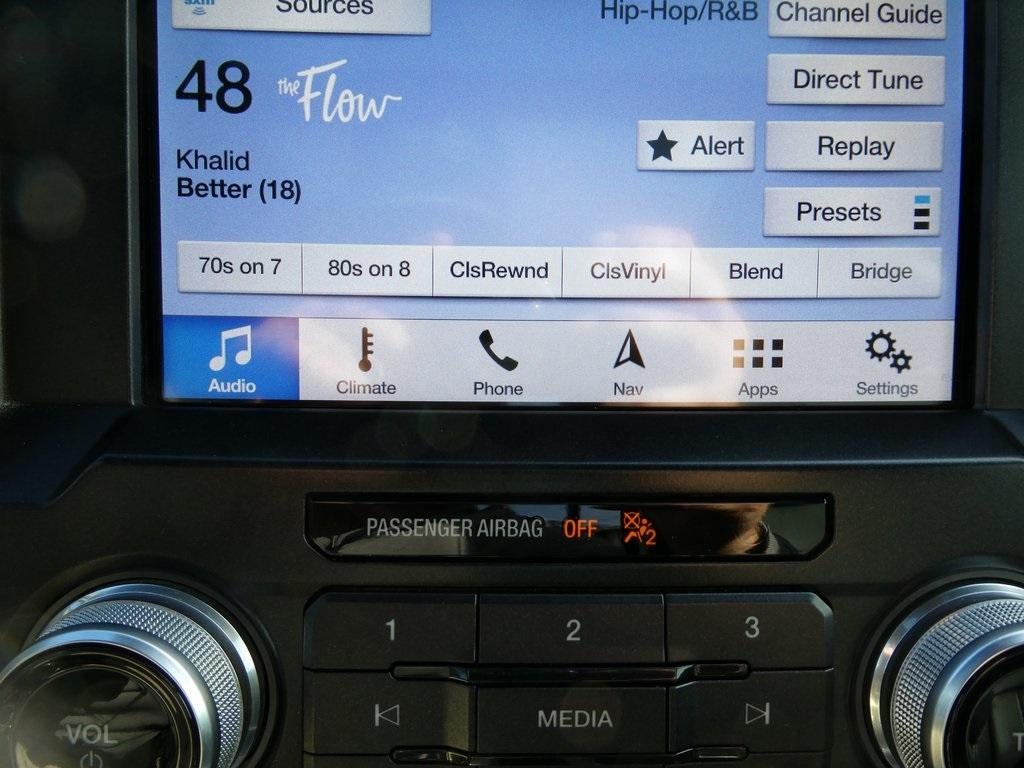 sxm
Sources
Hip-Hop/R&B
Channel Guide
48 the Flow
Direct Tune
Alert
Replay
Khalid
Better (18)
Presets
70s on 7
80s on 8
ClsRewnd
ClsVinyl
Blend
Bridge
Audio
Climate
Phone
Nav
Apps
Settings
PASSENGER AIRBAG OFF 2
1
2
3
VOL
MEDIA
T